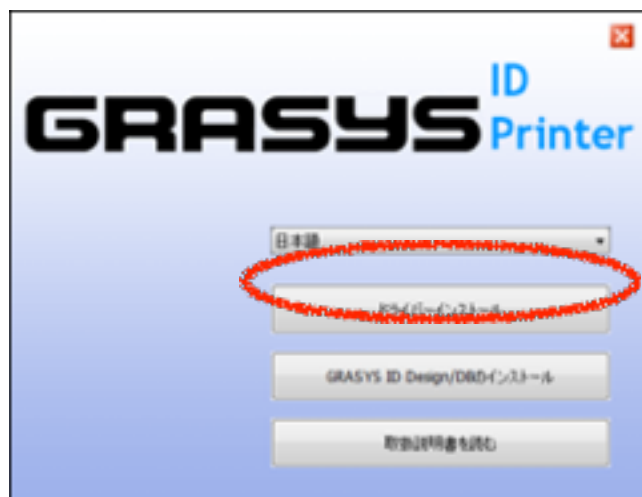 GRASYS
ID
Printer
日本語
ドライバーインストール
GRASYS ID Design/DBのインストール
取扱説明書を読む